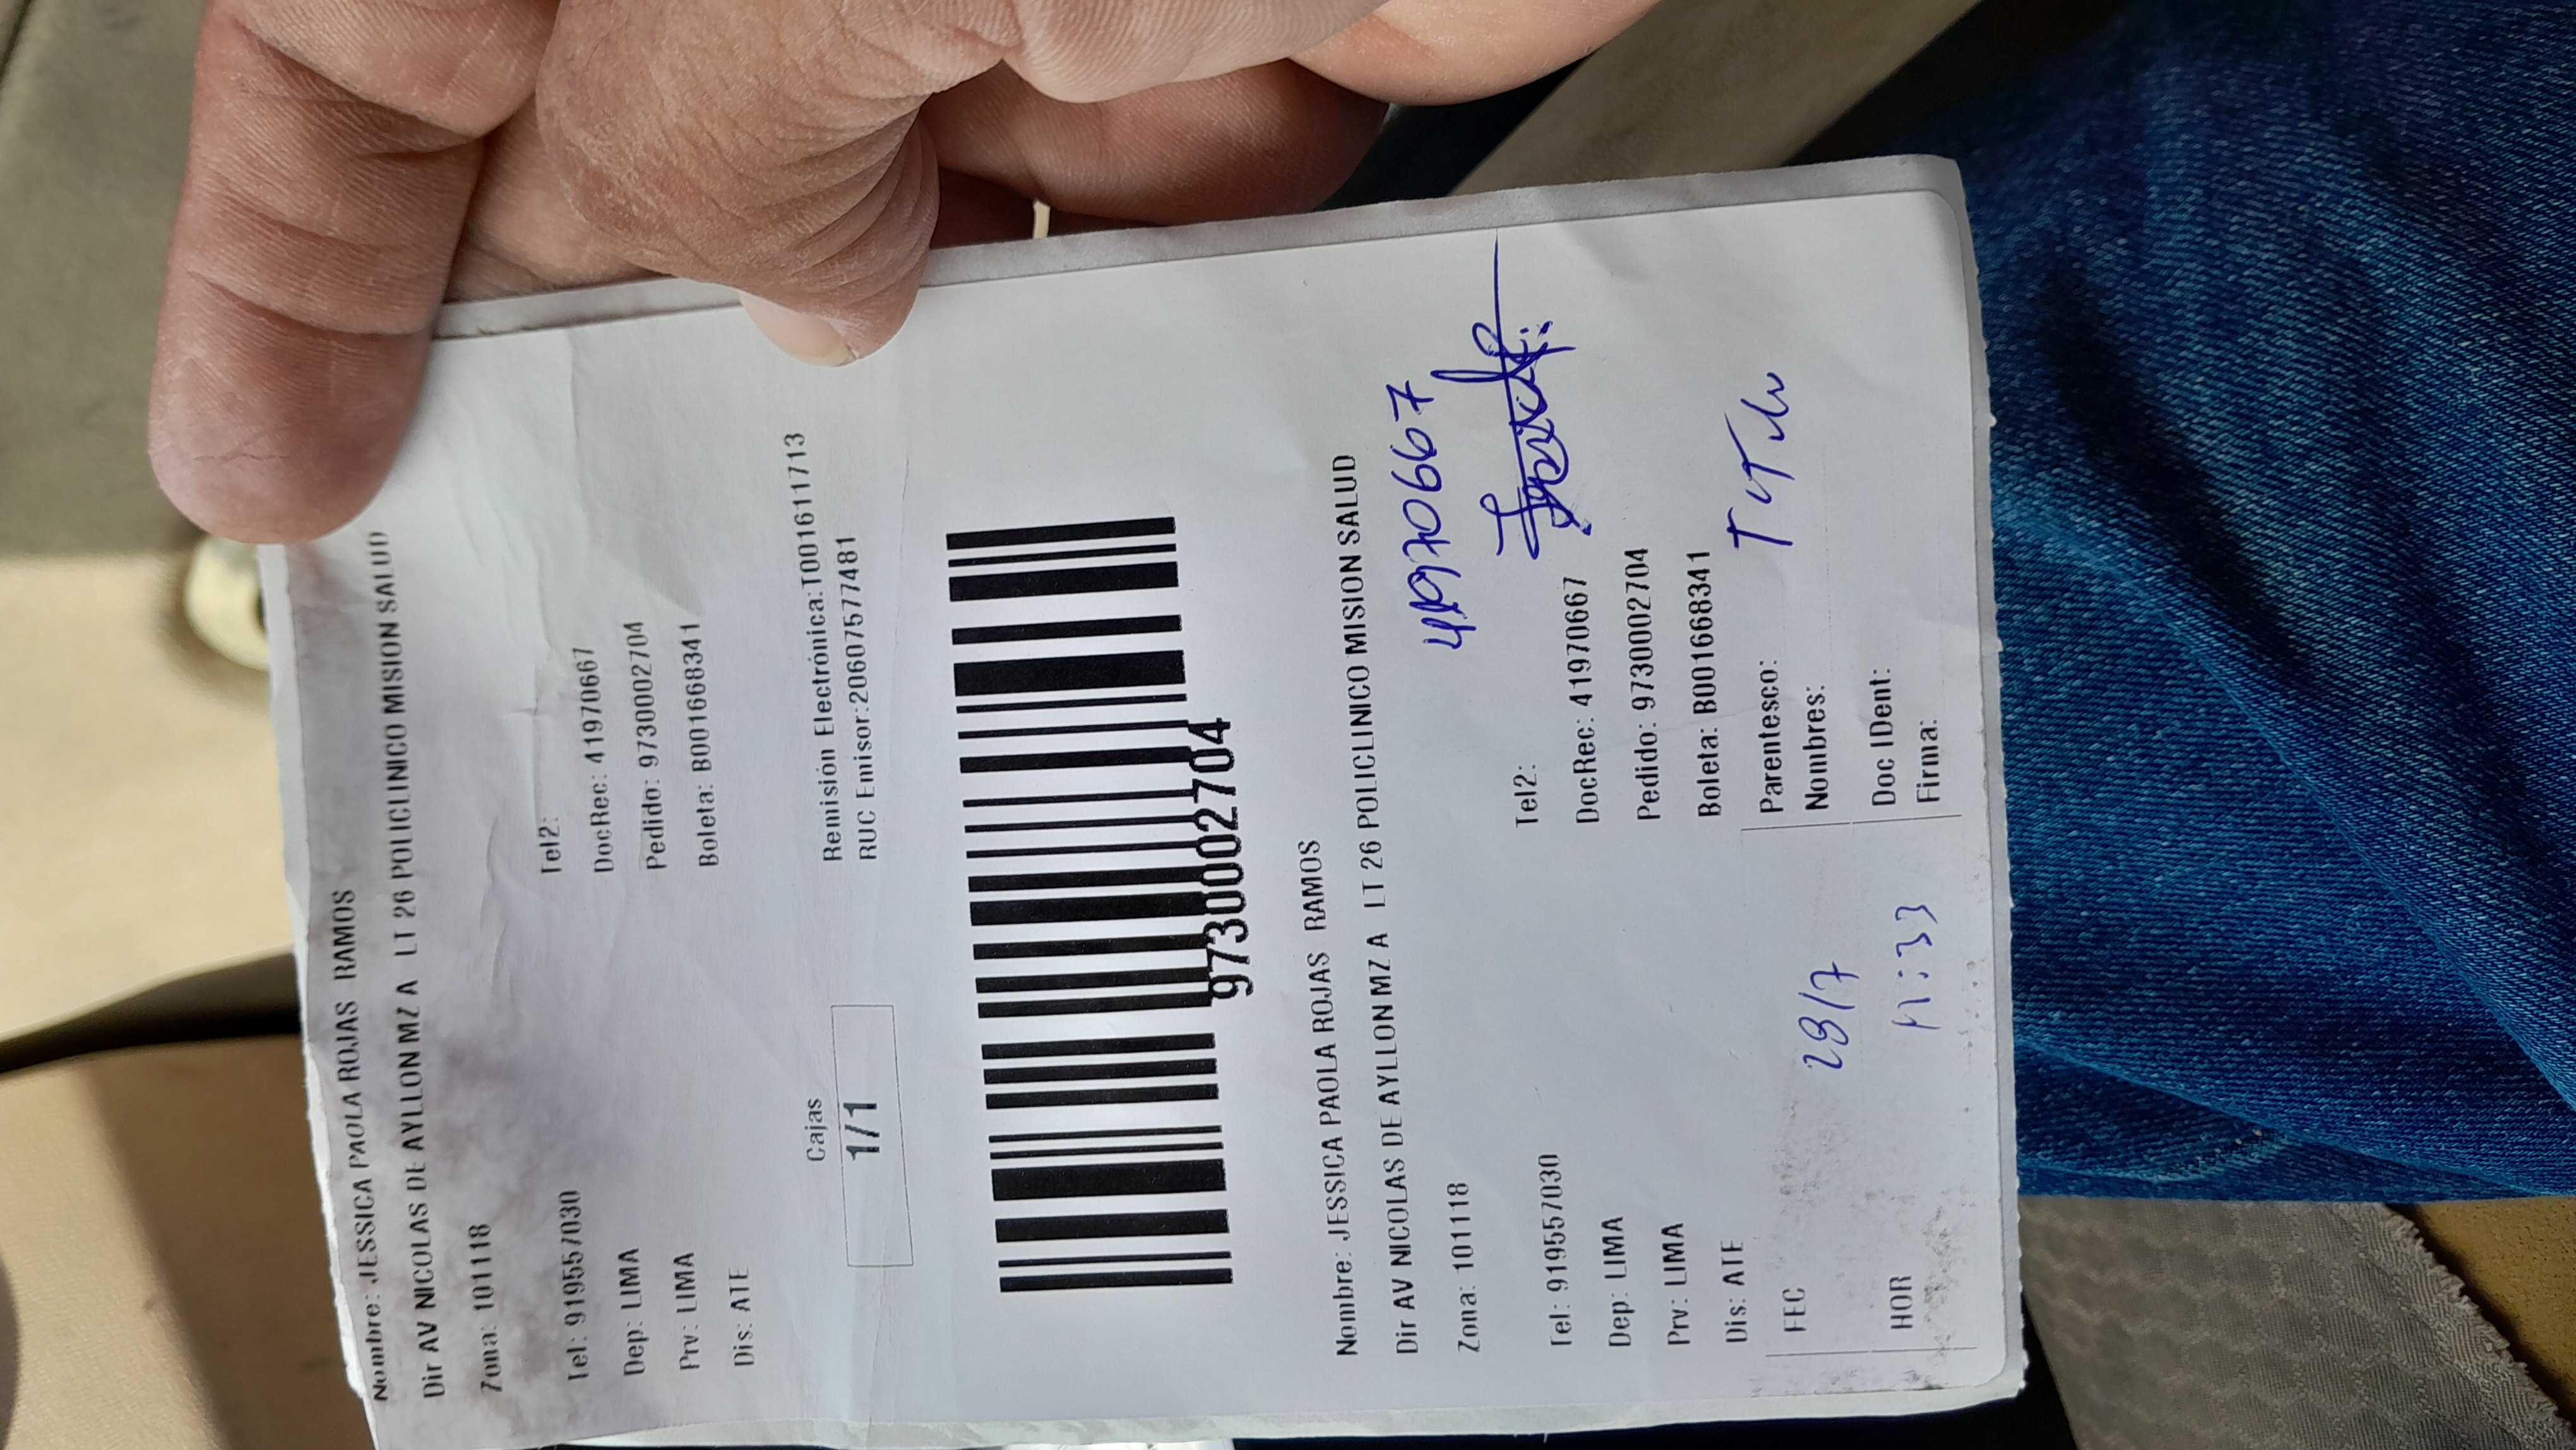 Nombre: JESSICA PAOLA ROJAS RAMOS
Dir AV NICOLAS DE AYLLON MZ A LT 26 POLICLINICO MISION SALUD
Zona: 101118
Tel: 919557030 Tel2:
Dep: LIMA DocRec: 41970667
Prv: LIMA Pedido: 9730002704
Dis: ATE Boleta: B001668341
Cajas Remisión Electrónica:T001611713
1/1 RUC Emisor:20607577481
9730002704
Nombre: JESSICA PAOLA ROJAS RAMOS
Dir AV NICOLAS DE AYLLON MZ A LT 26 POLICLINICO MISION SALUD
Zona: 101118 41970667
Tel: 919557030 Tel2:
Dep: LIMA DocRec: 41970667
Prv: LIMA Pedido: 9730002704
Dis: ATE Boleta: B001668341
FEC 28/7 Parentesco: TiTular
Nombres:
HOR 11:33 Doc IDent:
Firma: